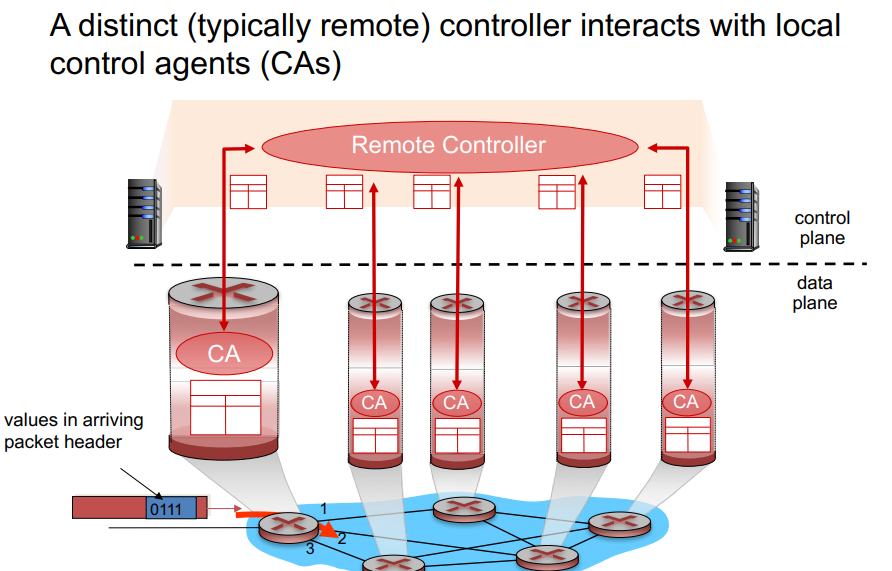 A distinct (typically remote) controller interacts with local
control agents (CAs)
Remote Controller
control
plane
data
plane
CA
CA
CA
CA
CA
values in arriving
packet header
0111
1
2
3